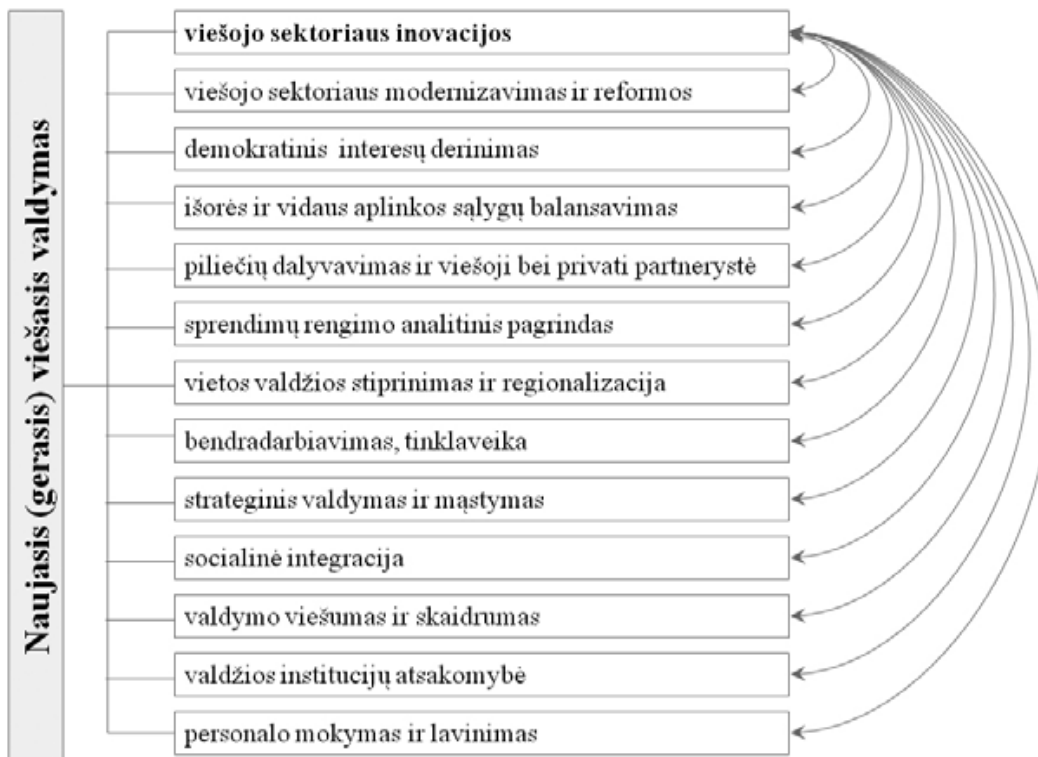 Naujasis (gerasis) viešasis valdymas
viešojo sektoriaus inovacijos
viešojo sektoriaus modernizavimas ir reformos
demokratinis interesų derinimas
išorės ir vidaus aplinkos sąlygų balansavimas
piliečių dalyvavimas ir viešoji bei privati partnerystė
sprendimų rengimo analitinis pagrindas
vietos valdžios stiprinimas ir regionalizacija
bendradarbiavimas, tinklaveika
strateginis valdymas ir mąstymas
socialinė integracija
valdymo viešumas ir skaidrumas
valdžios institucijų atsakomybė
personalo mokymas ir lavinimas